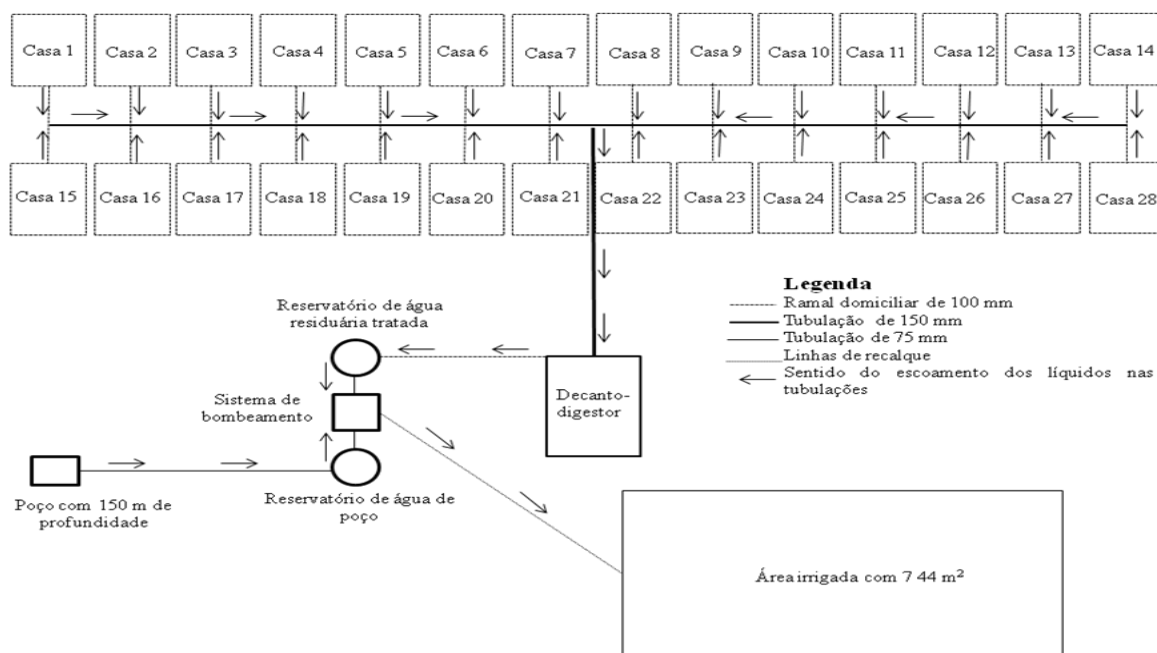 Casa 1
Casa 2
Casa 3
Casa 4
Casa 5
Casa 6
Casa 7
Casa 8
Casa 9
Casa 10
Casa 11
Casa 12
Casa 13
Casa 14
Casa 15
Casa 16
Casa 17
Casa 18
Casa 19
Casa 20
Casa 21
Casa 22
Casa 23
Casa 24
Casa 25
Casa 26
Casa 27
Casa 28
Legenda
Ramal domiciliar de 100 mm
Tubulação de 150 mm
Tubulação de 75 mm
Linhas de recalque
Sentido do escoamento dos líquidos nas
tubulações
Reservatório de água
residuária tratada
Sistema de
bombeamento
Decanto-
digestor
Poço com 150 m de
profundidade
Reservatório de água de
poço
Área irrigada com 7 44 m²